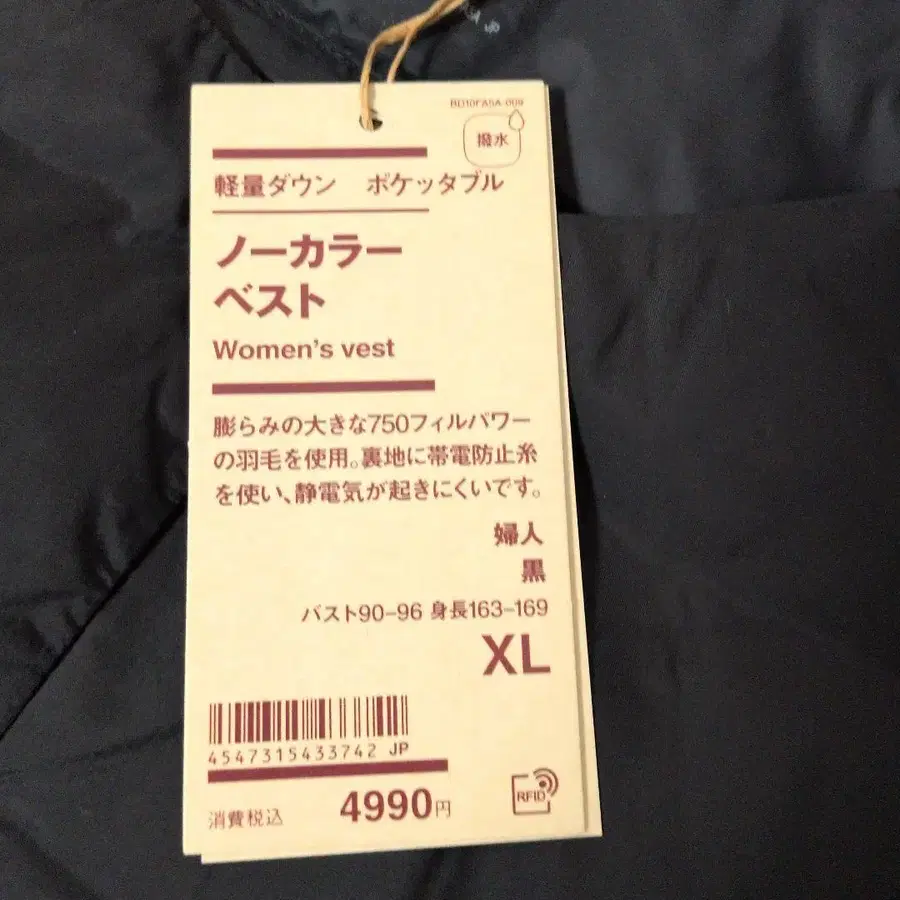 撥水
軽量ダウン ポケッタブル
ノーカラー
ベスト
Women's vest
膨らみの大きな750フィルパワー
の羽毛を使用。裏地に帯電防止糸
を使い、静電気が起きにくいです。
婦人
黒
バスト90-96 身長163-169
XL
4547315433742 JP
消費税込 4990円
RFID